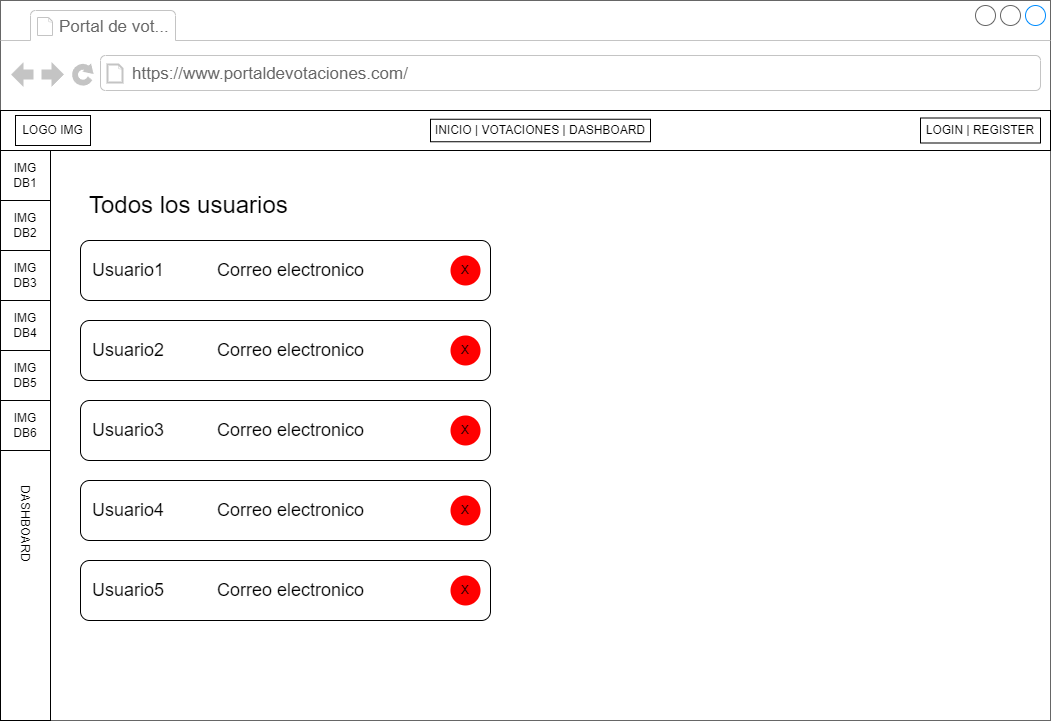 Portal de vot...
https://www.portaldevotaciones.com/
LOGO IMG
INICIO | VOTACIONES | DASHBOARD
LOGIN | REGISTER
IMG
DB1
IMG
DB2
IMG
DB3
IMG
DB4
IMG
DB5
IMG
DB6
DASHBOARD
Todos los usuarios
Usuario1 Correo electronico X
Usuario2 Correo electronico X
Usuario3 Correo electronico X
Usuario4 Correo electronico X
Usuario5 Correo electronico X